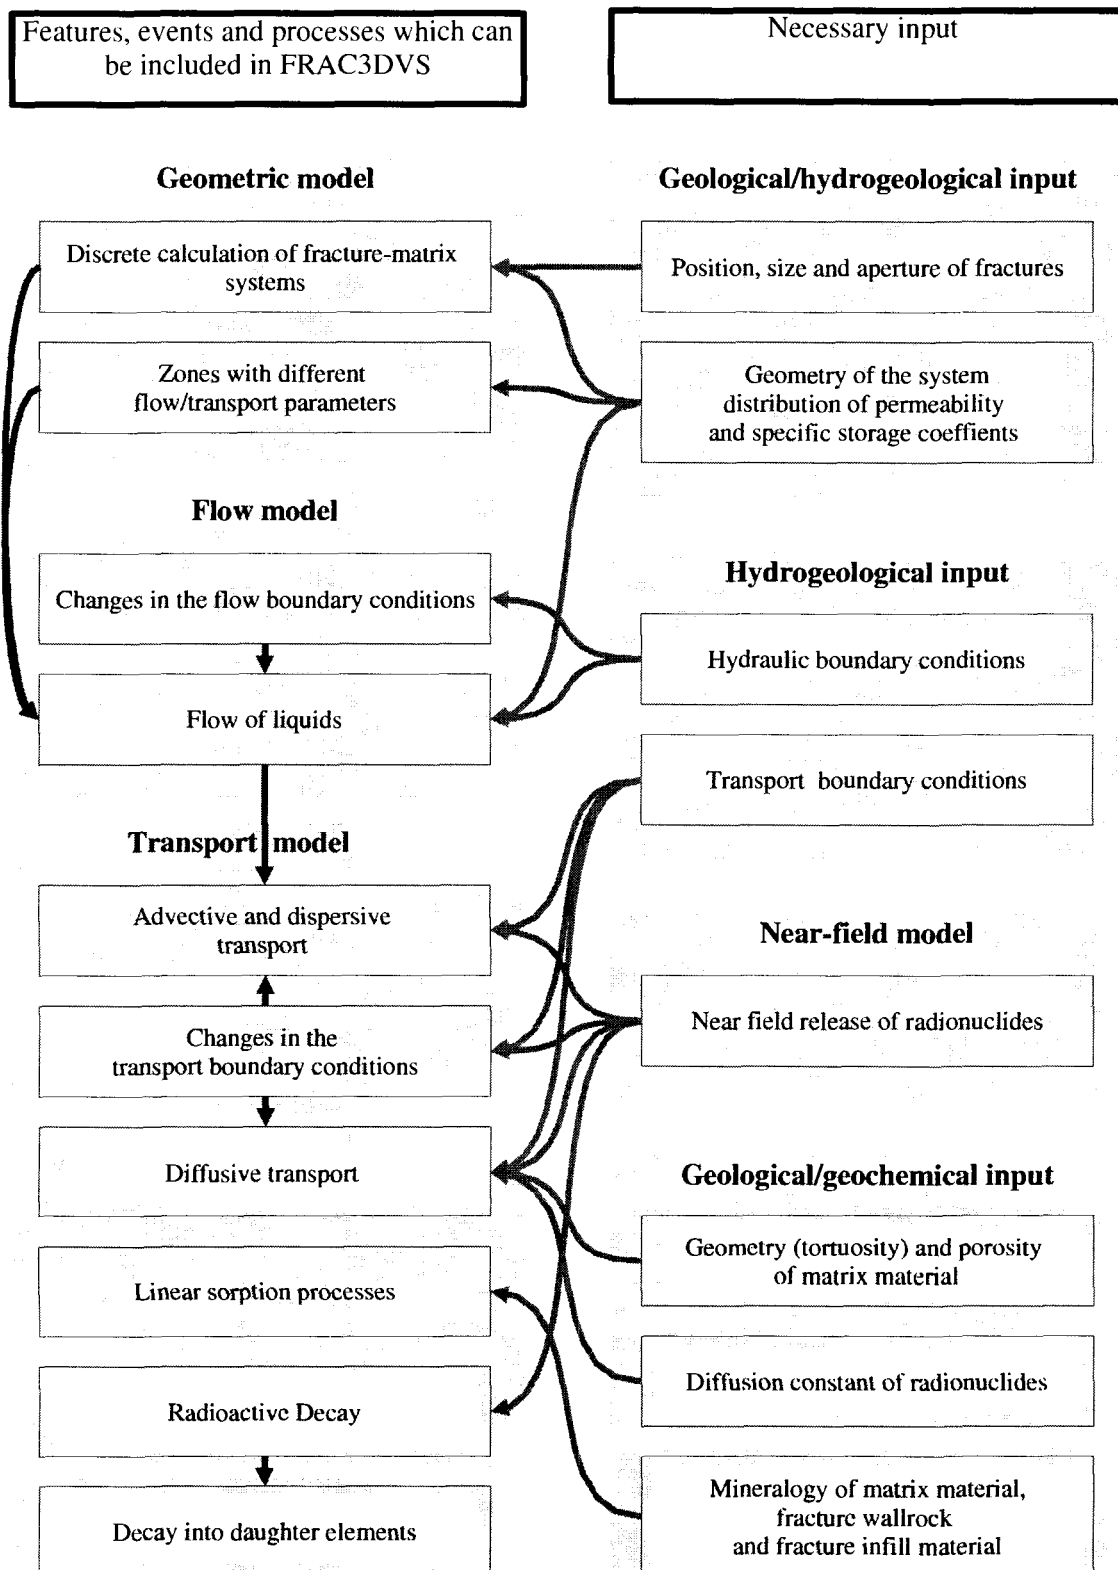 Features, events and processes which can
be included in FRAC3DVS
Necessary input
Geometric model
Discrete calculation of fracture-matrix
systems
Zones with different
flow/transport parameters
Flow model
Changes in the flow boundary conditions
Flow of liquids
Transport model
Advective and dispersive
transport
Changes in the
transport boundary conditions
Diffusive transport
Linear sorption processes
Radioactive Decay
Decay into daughter elements
Geological/hydrogeological input
Position, size and aperture of fractures
Geometry of the system
distribution of permeability
and specific storage coeffients
Hydrogeological input
Hydraulic boundary conditions
Transport boundary conditions
Near-field model
Near field release of radionuclides
Geological/geochemical input
Geometry (tortuosity) and porosity
of matrix material
Diffusion constant of radionuclides
Mineralogy of matrix material,
fracture wallrock
and fracture infill material